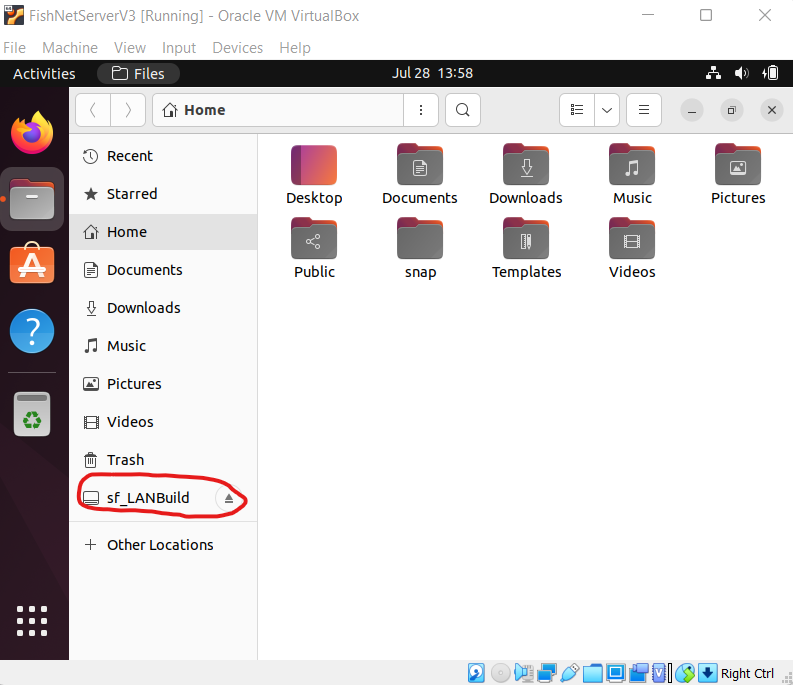 FishNetServerV3 [Running] - Oracle VM VirtualBox
File Machine View Input Devices Help
Activities Files Jul 28 13:58
Home
Recent
Starred
Home
Documents
Downloads
Music
Pictures
Videos
Trash
sf_LANBuild
Other Locations
Desktop Documents Downloads Music Pictures
Public snap Templates Videos
Right Ctrl